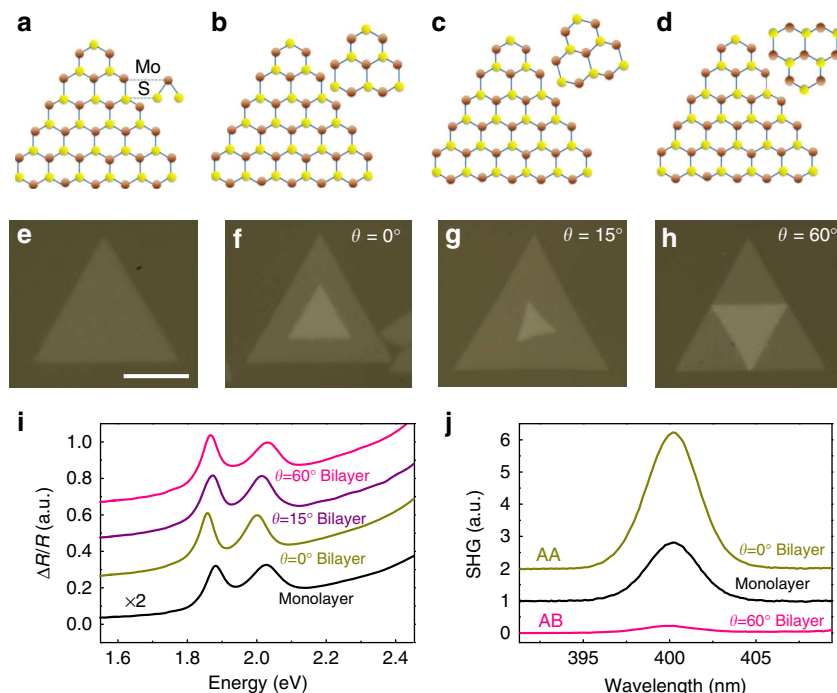 a
b
c
d
Mo
S
e
f
θ = 0°
g
θ = 15°
h
θ = 60°
i
1.0
0.8
0.6
0.4
0.2
0.0
ΔR/R (a.u.)
θ=60° Bilayer
θ=15° Bilayer
θ=0° Bilayer
×2
Monolayer
1.6 1.8 2.0 2.2 2.4
Energy (eV)
j
6
5
4
3
2
1
0
SHG (a.u.)
AA
θ=0° Bilayer
Monolayer
AB
θ=60° Bilayer
395 400 405
Wavelength (nm)